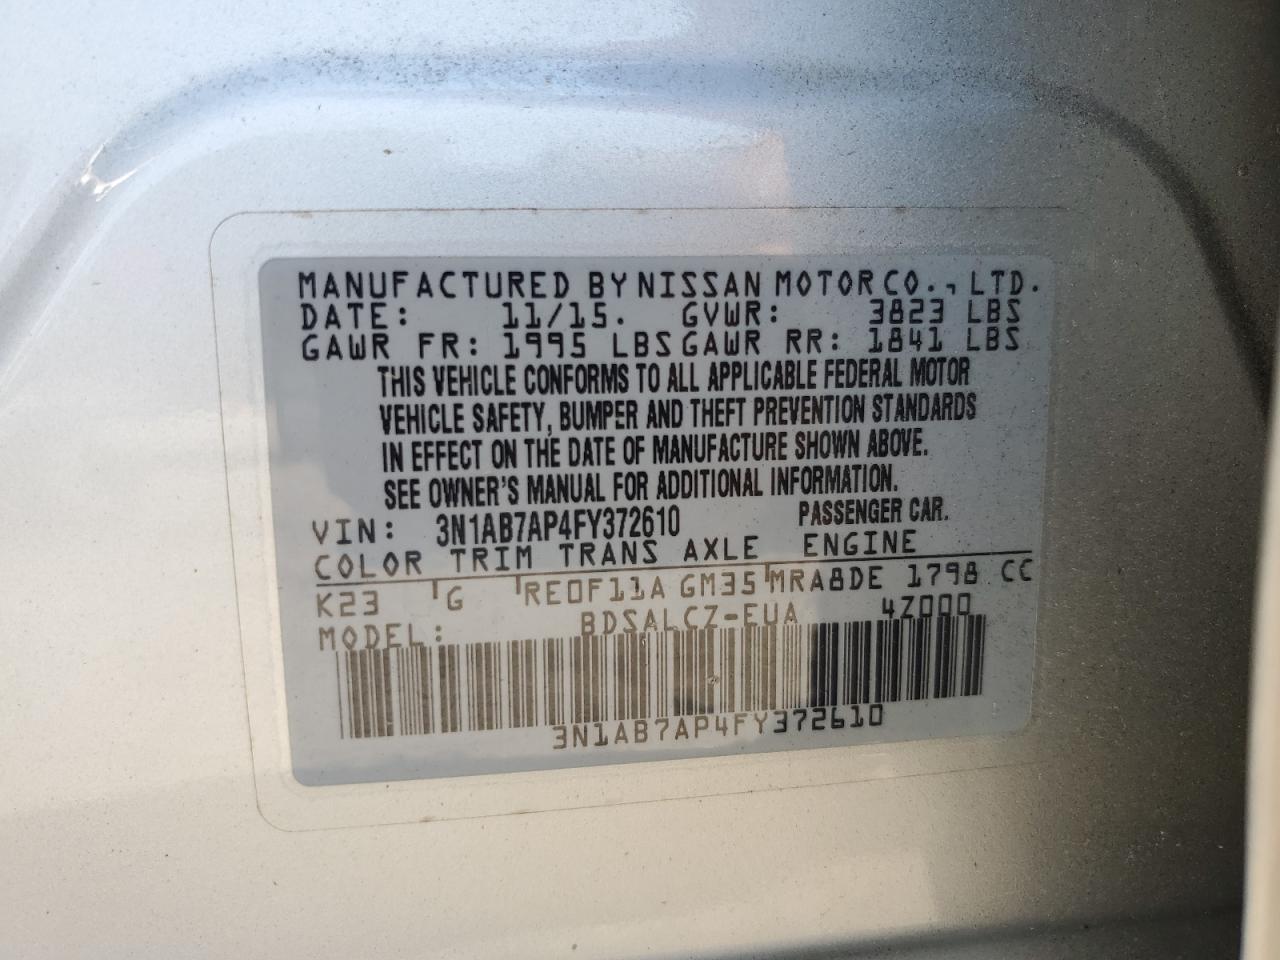 MANUFACTURED BY NISSAN MOTOR CO., LTD.
DATE: 11/15. GVWR: 3823 LBS
GAWR FR: 1995 LBS GAWR RR: 1841 LBS
THIS VEHICLE CONFORMS TO ALL APPLICABLE FEDERAL MOTOR
VEHICLE SAFETY, BUMPER AND THEFT PREVENTION STANDARDS
IN EFFECT ON THE DATE OF MANUFACTURE SHOWN ABOVE.
SEE OWNER'S MANUAL FOR ADDITIONAL INFORMATION.
VIN: 3N1AB7AP4FY372610 PASSENGER CAR.
COLOR TRIM TRANS AXLE ENGINE
K23 G RE0F11A GM35 MRA8DE 1798 CC
MODEL: BDSALCZ-EUA 4Z000
3N1AB7AP4FY372610